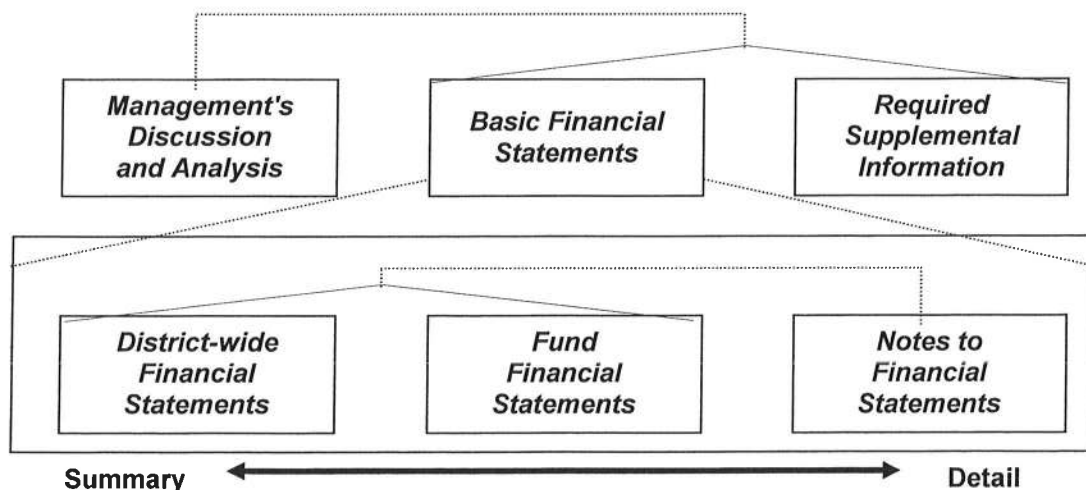 Management's
Discussion
and Analysis
Basic Financial
Statements
Required
Supplemental
Information
District-wide
Financial
Statements
Fund
Financial
Statements
Notes to
Financial
Statements
Summary
Detail